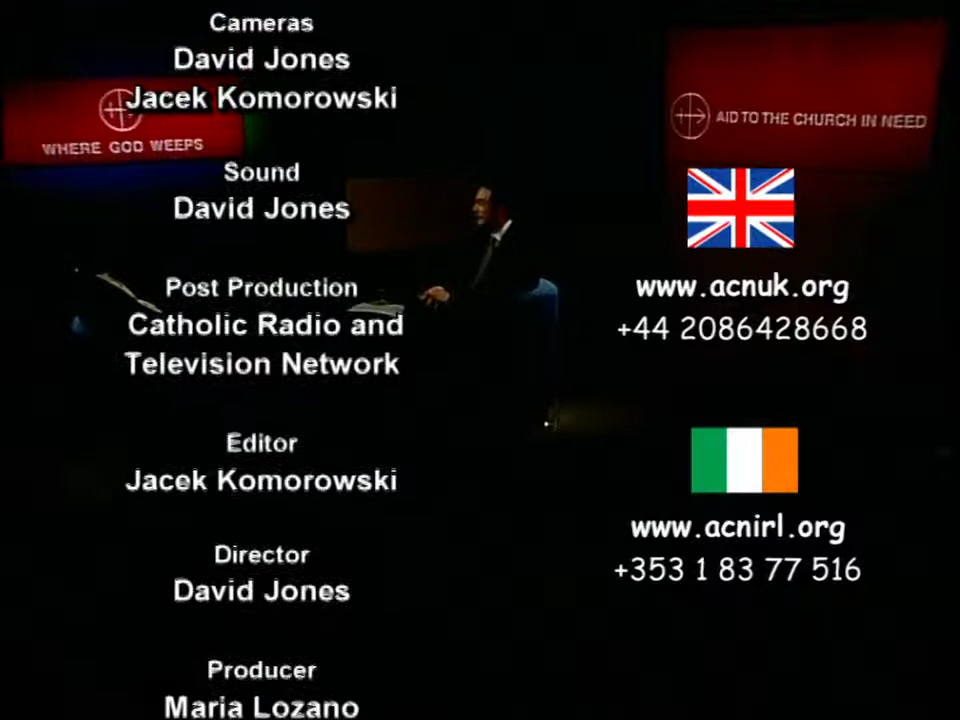 Cameras
David Jones
Jacek Komorowski
WHERE GOD WEEPS
Sound
David Jones
Post Production
Catholic Radio and
Television Network
Editor
Jacek Komorowski
Director
David Jones
Producer
Maria Lozano
AID TO THE CHURCH IN NEED
www.acnuk.org
+44 2086428668
www.acnirl.org
+353 1 83 77 516